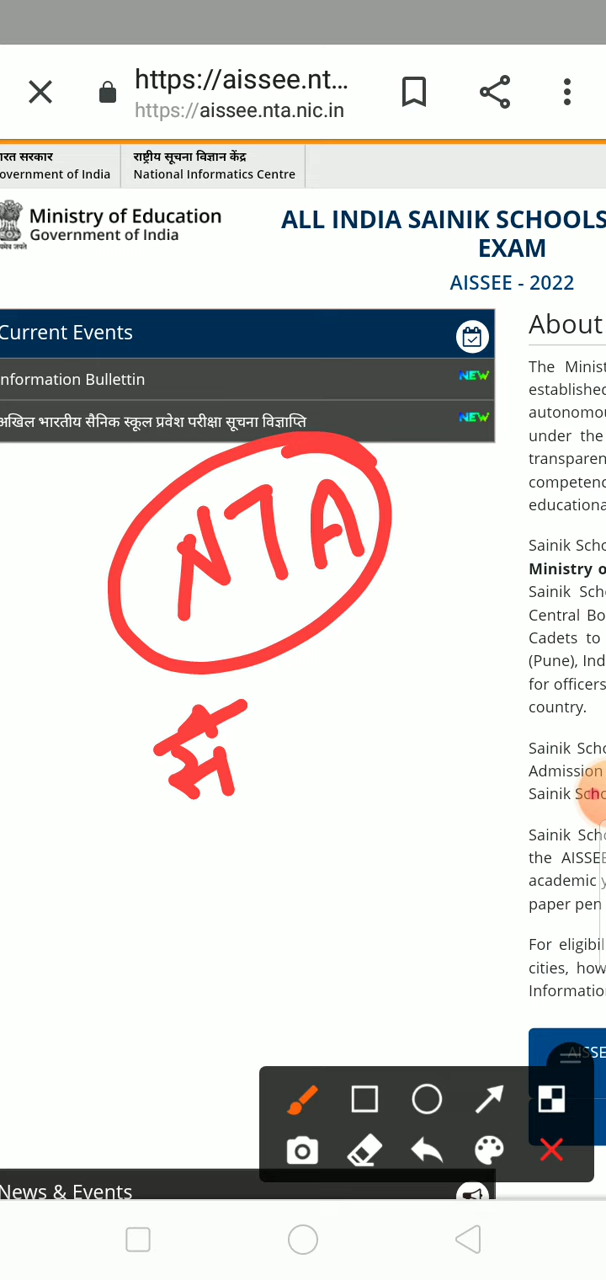 https://aissee.nt...
https://aissee.nta.nic.in
रत सरकार
overnment of India
राष्ट्रीय सूचना विज्ञान केंद्र
National Informatics Centre
Ministry of Education
Government of India
ALL INDIA SAINIK SCHOOLS
EXAM
AISSEE - 2022
Current Events
nformation Bullettin
NEW
अखिल भारतीय सैनिक स्कूल प्रवेश परीक्षा सूचना विज्ञाप्ति
NEW
NTA
में
About
The Minist
established
autonomou
under the
transparen
competenc
educationa
Sainik Scho
Ministry o
Sainik Scho
Central Bo
Cadets to
(Pune), Ind
for officers
country.
Sainik Scho
Admission
Sainik Scho
Sainik Scho
the AISSEE
academic y
paper pen
For eligibil
cities, how
Informatio
AISSE
News & Events